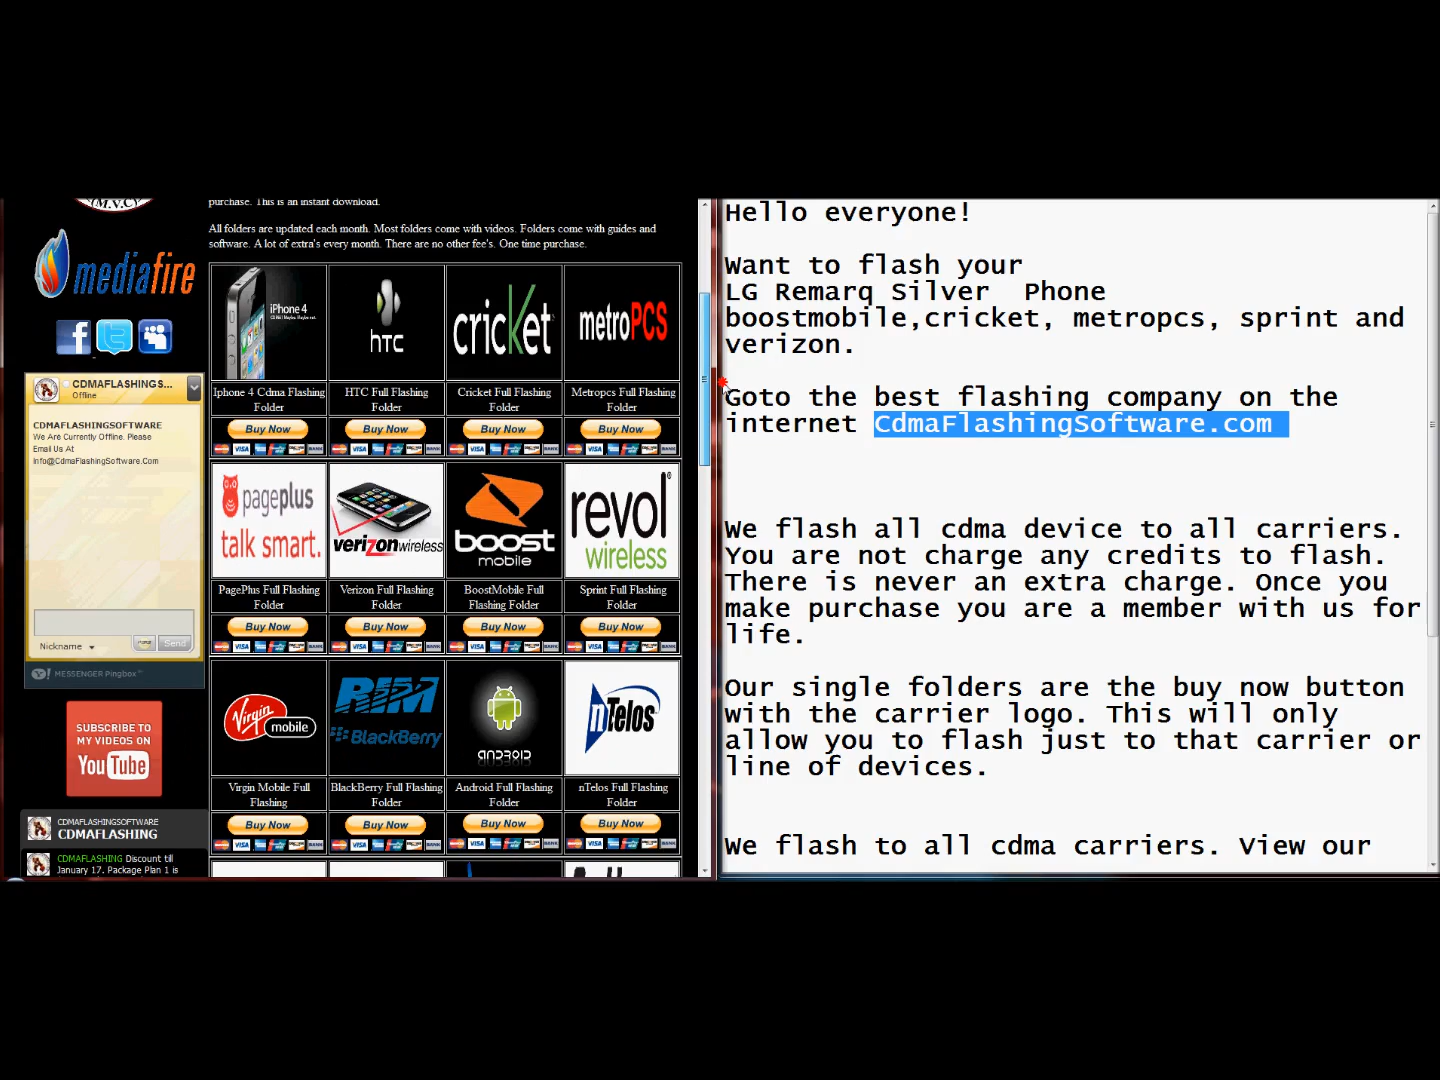 (M.V.C)
mediafire
CDMAFLASHINGS...
Offline
CDMAFLASHINGSOFTWARE
We Are Currently Offline. Please
Email Us At
Info@CdmaFlashingSoftware.Com
Nickname
Send
Y! MESSENGER Pingbox™
SUBSCRIBE TO
MY VIDEOS ON
YouTube
CDMAFLASHINGSOFTWARE
CDMAFLASHING
CDMAFLASHING Discount till
January 17. Package Plan 1 is
purchase. This is an instant download.
All folders are updated each month. Most folders come with videos. Folders come with guides and
software. A lot of extra's every month. There are no other fee's. One time purchase.
iPhone 4
hTC
cricKet
metroPCS
Iphone 4 Cdma Flashing
Folder
HTC Full Flashing
Folder
Cricket Full Flashing
Folder
Metropcs Full Flashing
Folder
Buy Now
Buy Now
Buy Now
Buy Now
pageplus
talk smart.
verizonwireless
boost
mobile
revol
wireless
PagePlus Full Flashing
Folder
Verizon Full Flashing
Folder
BoostMobile Full
Flashing Folder
Sprint Full Flashing
Folder
Buy Now
Buy Now
Buy Now
Buy Now
Virgin mobile
RIM
BlackBerry
ANDROID
nTelos
Virgin Mobile Full
Flashing
BlackBerry Full Flashing
Folder
Android Full Flashing
Folder
nTelos Full Flashing
Folder
Buy Now
Buy Now
Buy Now
Buy Now
Hello everyone!
Want to flash your
LG Remarq Silver  Phone
boostmobile,cricket, metropcs, sprint and
verizon.
Goto the best flashing company on the
internet CdmaFlashingSoftware.com
We flash all cdma device to all carriers.
You are not charge any credits to flash.
There is never an extra charge. Once you
make purchase you are a member with us for
life.
Our single folders are the buy now button
with the carrier logo. This will only
allow you to flash just to that carrier or
line of devices.
We flash to all cdma carriers. View our